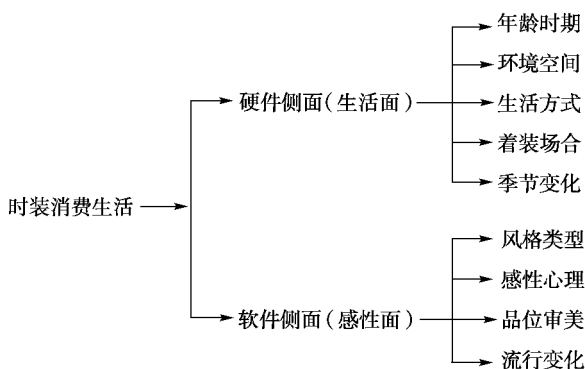 时装消费生活
硬件侧面(生活面)
年龄时期
环境空间
生活方式
着装场合
季节变化
软件侧面(感性面)
风格类型
感性心理
品位审美
流行变化